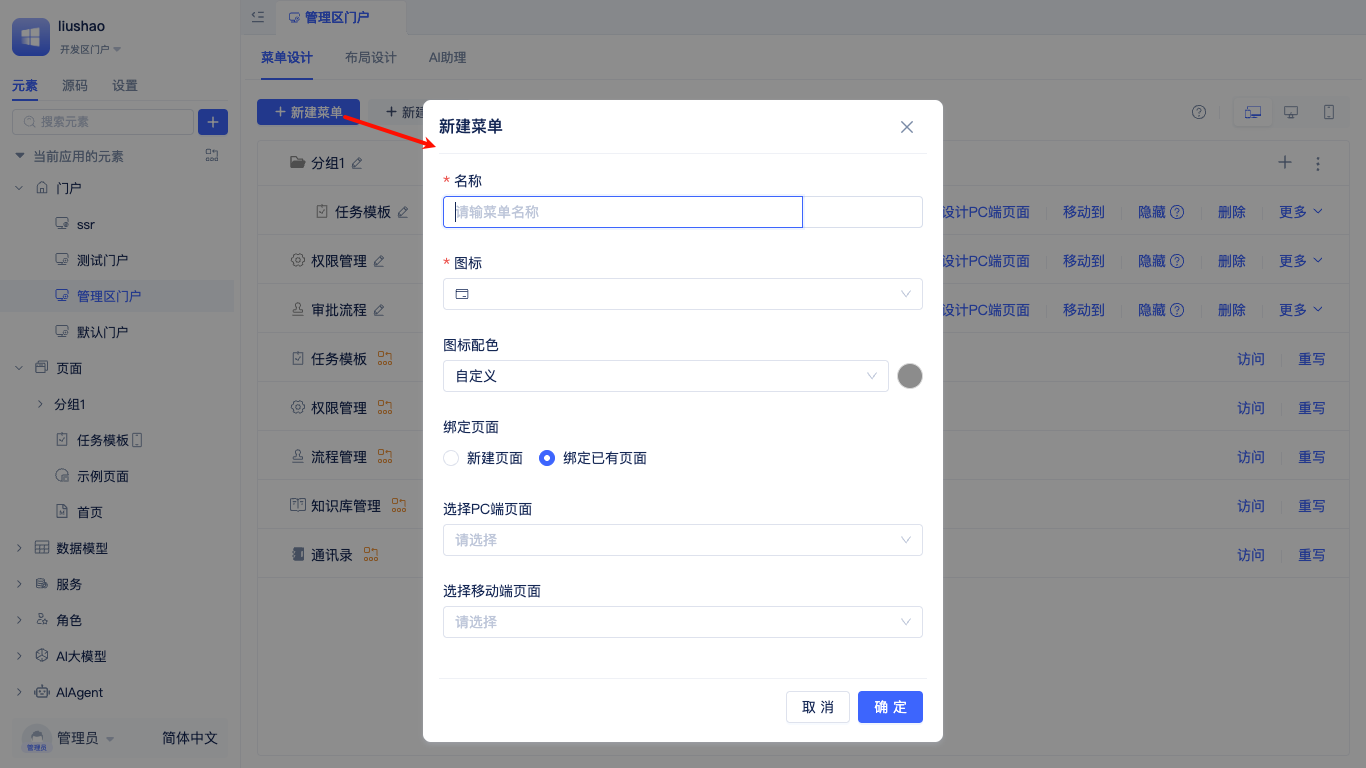 liushao
开发区门户
元素 源码 设置
搜索元素
当前应用的元素
门户
ssr
测试门户
管理区门户
默认门户
页面
分组1
任务模板
示例页面
首页
数据模型
服务
角色
AI大模型
AIAgent
管理员
管理员 简体中文
管理区门户
菜单设计 布局设计 AI助理
新建菜单 新建
分组1
任务模板 设计PC端页面 移动到 隐藏 删除 更多
权限管理 设计PC端页面 移动到 隐藏 删除 更多
审批流程 设计PC端页面 移动到 隐藏 删除 更多
任务模板 访问 重写
权限管理 访问 重写
流程管理 访问 重写
知识库管理 访问 重写
通讯录 访问 重写
新建菜单
* 名称
请输菜单名称
* 图标
图标配色
自定义
绑定页面
新建页面 绑定已有页面
选择PC端页面
请选择
选择移动端页面
请选择
取 消 确 定